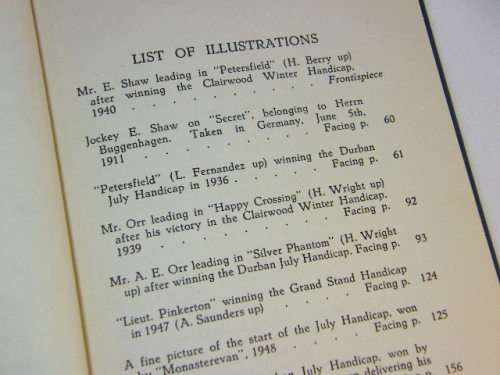 LIST OF ILLUSTRATIONS
Mr. E. Shaw leading in "Petersfield" (H. Berry up)
after winning the Clairwood Winter Handicap,
1940 . . . . . . . . Frontispiece
Jockey E. Shaw on "Secret", belonging to Herrn
Buggenhagen. Taken in Germany, June 5th,
1911 . . . . . . . . Facing p. 60
"Petersfield" (L. Fernandez up) winning the Durban
July Handicap in 1936 . . . . . Facing p. 61
Mr. Orr leading in "Happy Crossing" (H. Wright up)
after his victory in the Clairwood Winter Handicap,
1939 . . . . . . . . Facing p. 92
Mr. A. E. Orr leading in "Silver Phantom" (H. Wright
up) after winning the Durban July Handicap, Facing p. 93
"Lieut. Pinkerton" winning the Grand Stand Handicap
in 1947 (A. Saunders up) . . . . Facing p. 124
A fine picture of the start of the July Handicap, won
by "Monasterevan", 1948 . . . . Facing p. 125
Handicap, won by
delivering his
156